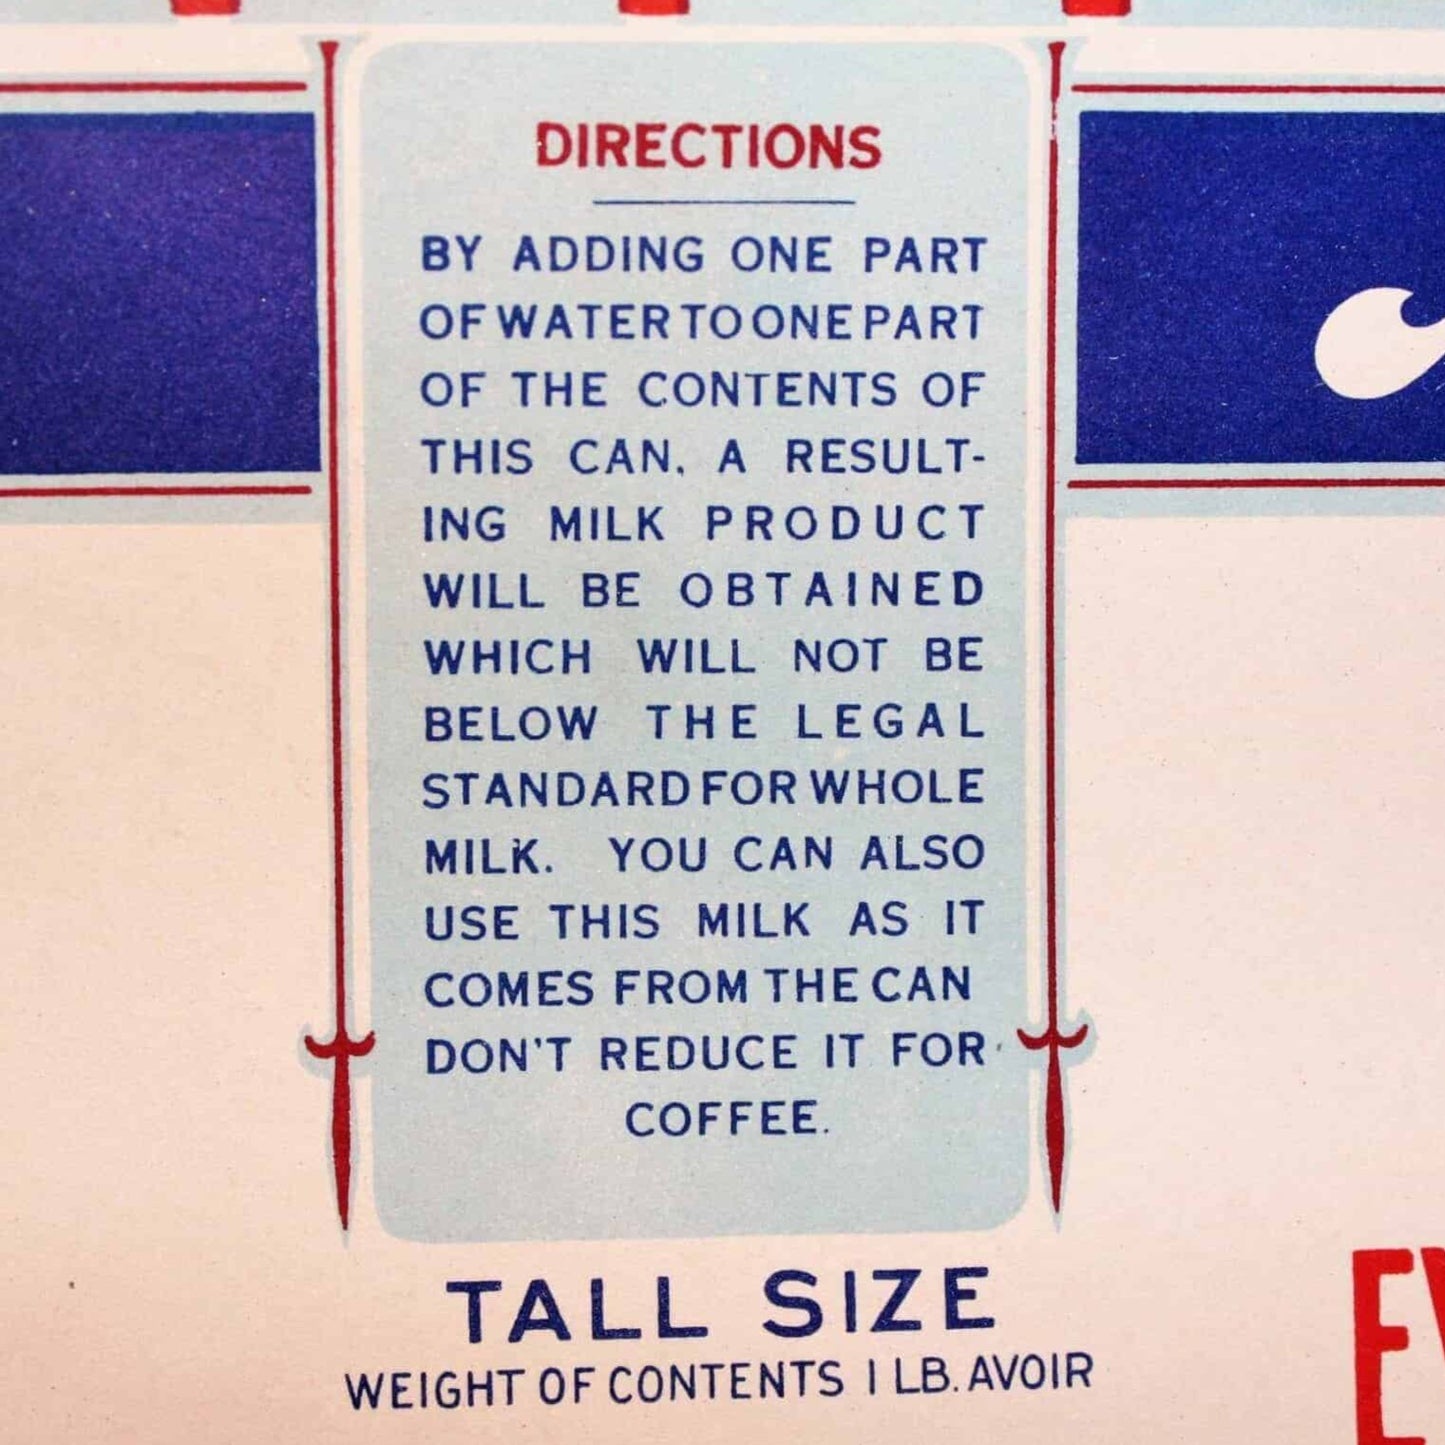 DIRECTIONS
BY ADDING ONE PART
OF WATER TO ONE PART
OF THE CONTENTS OF
THIS CAN, A RESULT-
ING MILK PRODUCT
WILL BE OBTAINED
WHICH WILL NOT BE
BELOW THE LEGAL
STANDARD FOR WHOLE
MILK. YOU CAN ALSO
USE THIS MILK AS IT
COMES FROM THE CAN
DON'T REDUCE IT FOR
COFFEE.
TALL SIZE
WEIGHT OF CONTENTS 1 LB. AVOIR